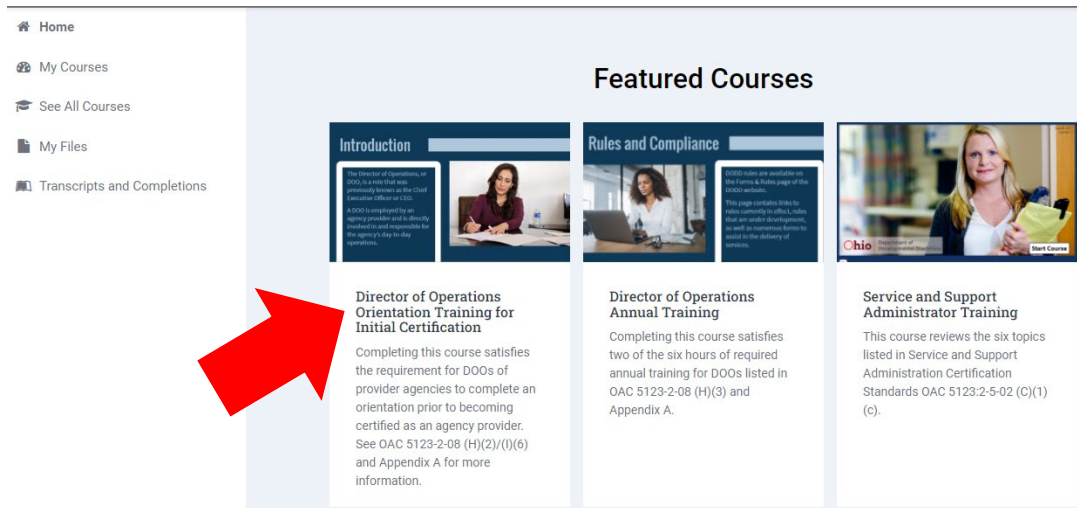 Home
My Courses
See All Courses
My Files
Transcripts and Completions
Featured Courses
Introduction
The Director of Operations, or
DOO, is a role that was
previously known as the Chief
Executive Officer or CEO.
A DOO is employed by an
agency provider and is directly
involved in and responsible for
the agency's day-to-day
operations.
Rules and Compliance
DODD rules are available on
the Forms & Rules page of the
DODD website.
This page contains links to
rules currently in effect, rules
that are under development,
as well as numerous forms to
assist in the delivery of
services.
Ohio
Department of
Developmental Disabilities
Start Course
Director of Operations
Orientation Training for
Initial Certification
Completing this course satisfies
the requirement for DOOs of
provider agencies to complete an
orientation prior to becoming
certified as an agency provider.
See OAC 5123-2-08 (H)(2)/(I)(6)
and Appendix A for more
information.
Director of Operations
Annual Training
Completing this course satisfies
two of the six hours of required
annual training for DOOs listed in
OAC 5123-2-08 (H)(3) and
Appendix A.
Service and Support
Administrator Training
This course reviews the six topics
listed in Service and Support
Administration Certification
Standards OAC 5123:2-5-02 (C)(1)
(c).